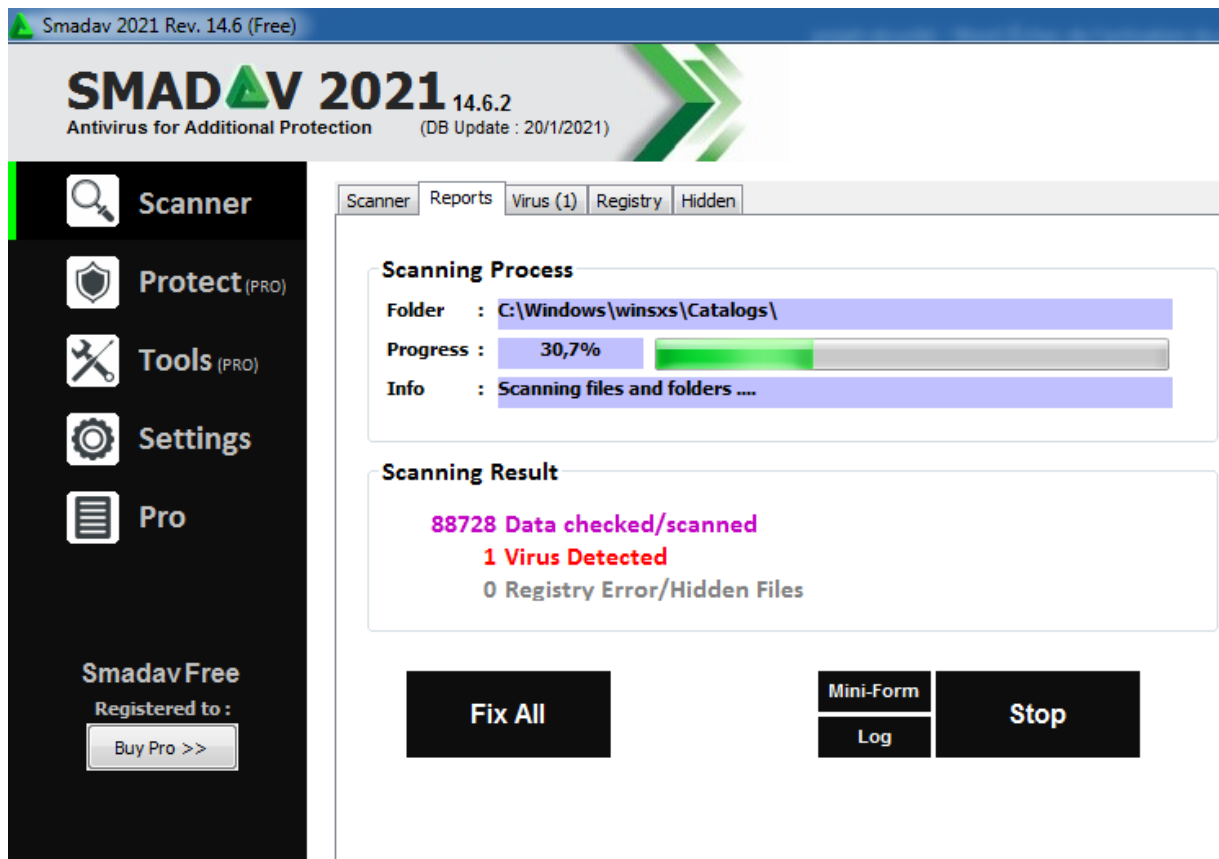 Smadav 2021 Rev. 14.6 (Free)
SMADAV 2021 14.6.2
Antivirus for Additional Protection (DB Update : 20/1/2021)
Scanner
Protect (PRO)
Tools (PRO)
Settings
Pro
Smadav Free
Registered to :
Buy Pro >>
Scanner Reports Virus (1) Registry Hidden
Scanning Process
Folder : C:\Windows\winsxs\Catalogs\
Progress : 30,7%
Info : Scanning files and folders ....
Scanning Result
88728 Data checked/scanned
1 Virus Detected
0 Registry Error/Hidden Files
Fix All
Mini-Form
Log
Stop